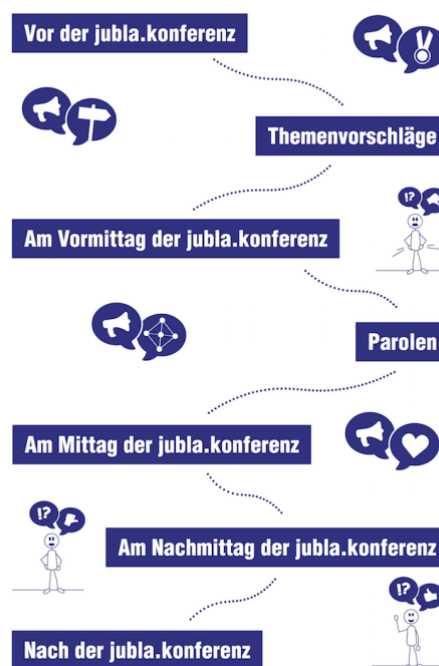 Vor der jubla.konferenz
Themenvorschläge
!?
Am Vormittag der jubla.konferenz
Parolen
Am Mittag der jubla.konferenz
!?
Am Nachmittag der jubla.konferenz
!?
Nach der jubla.konferenz